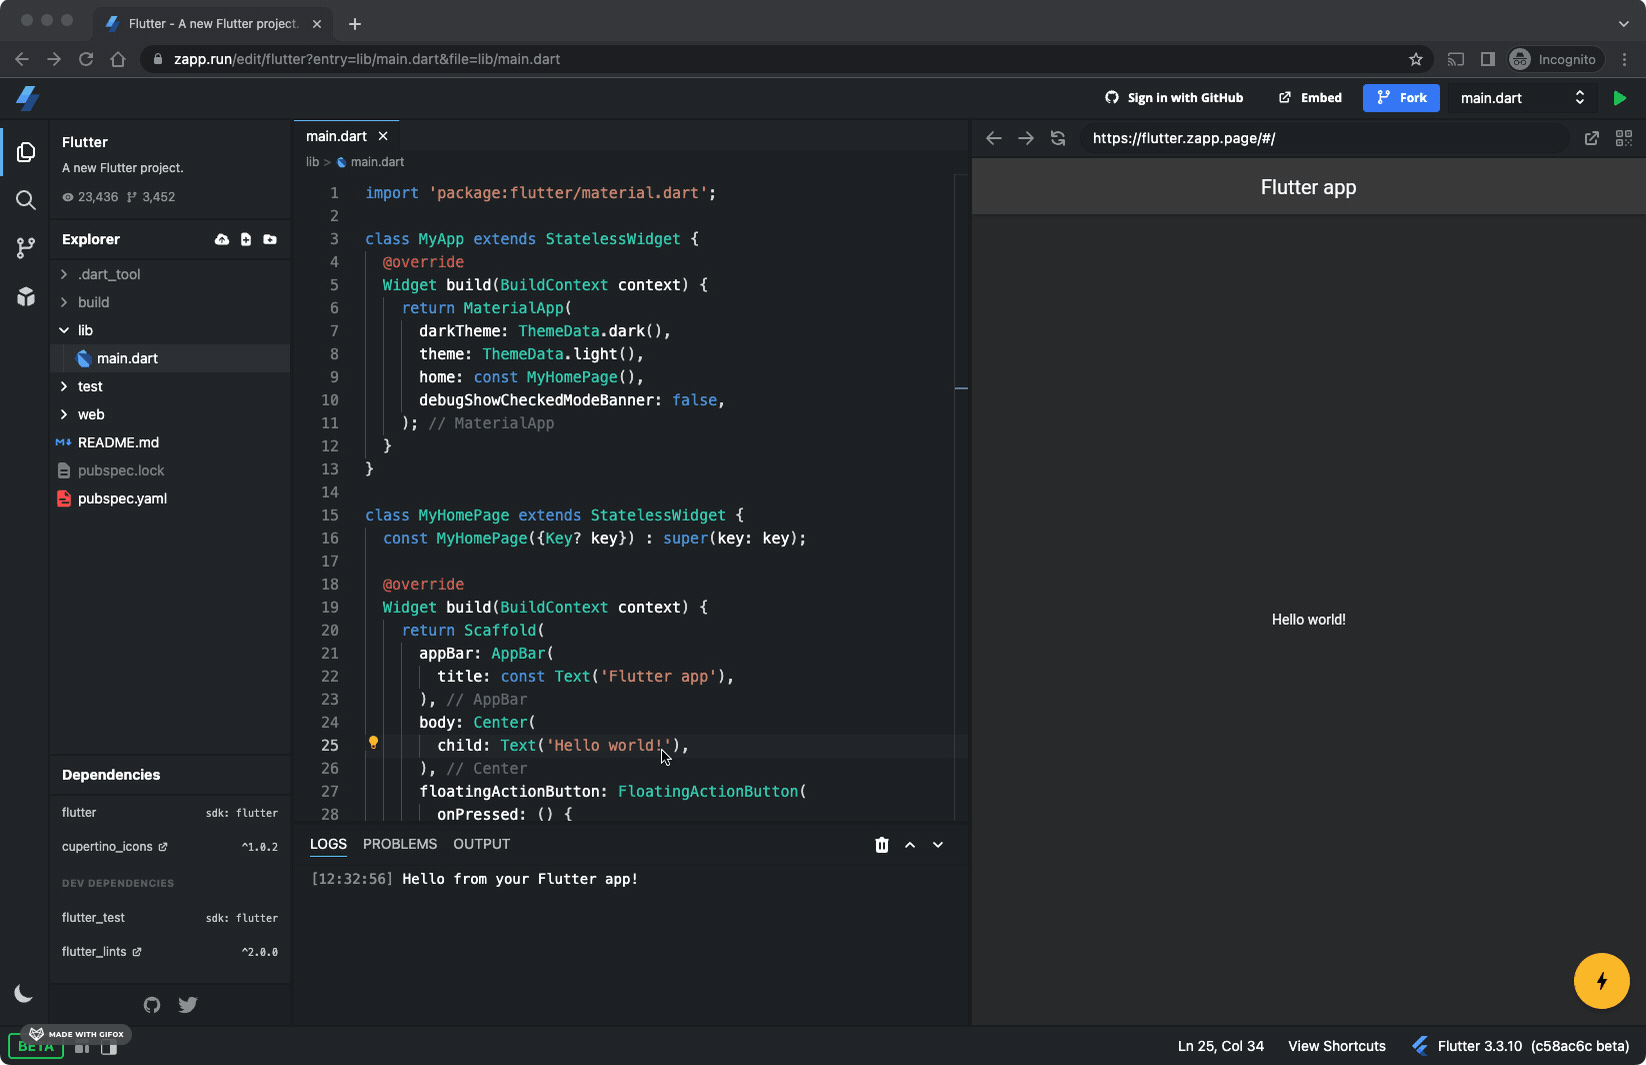 Flutter - A new Flutter project.
zapp.run/edit/flutter?entry=lib/main.dart&file=lib/main.dart
Incognito
Sign in with GitHub
Embed
Fork
main.dart
Flutter
A new Flutter project.
23,436 3,452
Explorer
.dart_tool
build
lib
main.dart
test
web
README.md
pubspec.lock
pubspec.yaml
Dependencies
flutter sdk: flutter
cupertino_icons ^1.0.2
DEV DEPENDENCIES
flutter_test sdk: flutter
flutter_lints ^2.0.0
MADE WITH GIFOX
BETA
main.dart
lib > main.dart
1 import 'package:flutter/material.dart';
2
3 class MyApp extends StatelessWidget {
4 @override
5 Widget build(BuildContext context) {
6 return MaterialApp(
7 darkTheme: ThemeData.dark(),
8 theme: ThemeData.light(),
9 home: const MyHomePage(),
10 debugShowCheckedModeBanner: false,
11 ); // MaterialApp
12 }
13 }
14
15 class MyHomePage extends StatelessWidget {
16 const MyHomePage({Key? key}) : super(key: key);
17
18 @override
19 Widget build(BuildContext context) {
20 return Scaffold(
21 appBar: AppBar(
22 title: const Text('Flutter app'),
23 ), // AppBar
24 body: Center(
25 child: Text('Hello world!'),
26 ), // Center
27 floatingActionButton: FloatingActionButton(
28 onPressed: () {
LOGS PROBLEMS OUTPUT
[12:32:56] Hello from your Flutter app!
https://flutter.zapp.page/#/
Flutter app
Hello world!
Ln 25, Col 34
View Shortcuts
Flutter 3.3.10 (c58ac6c beta)